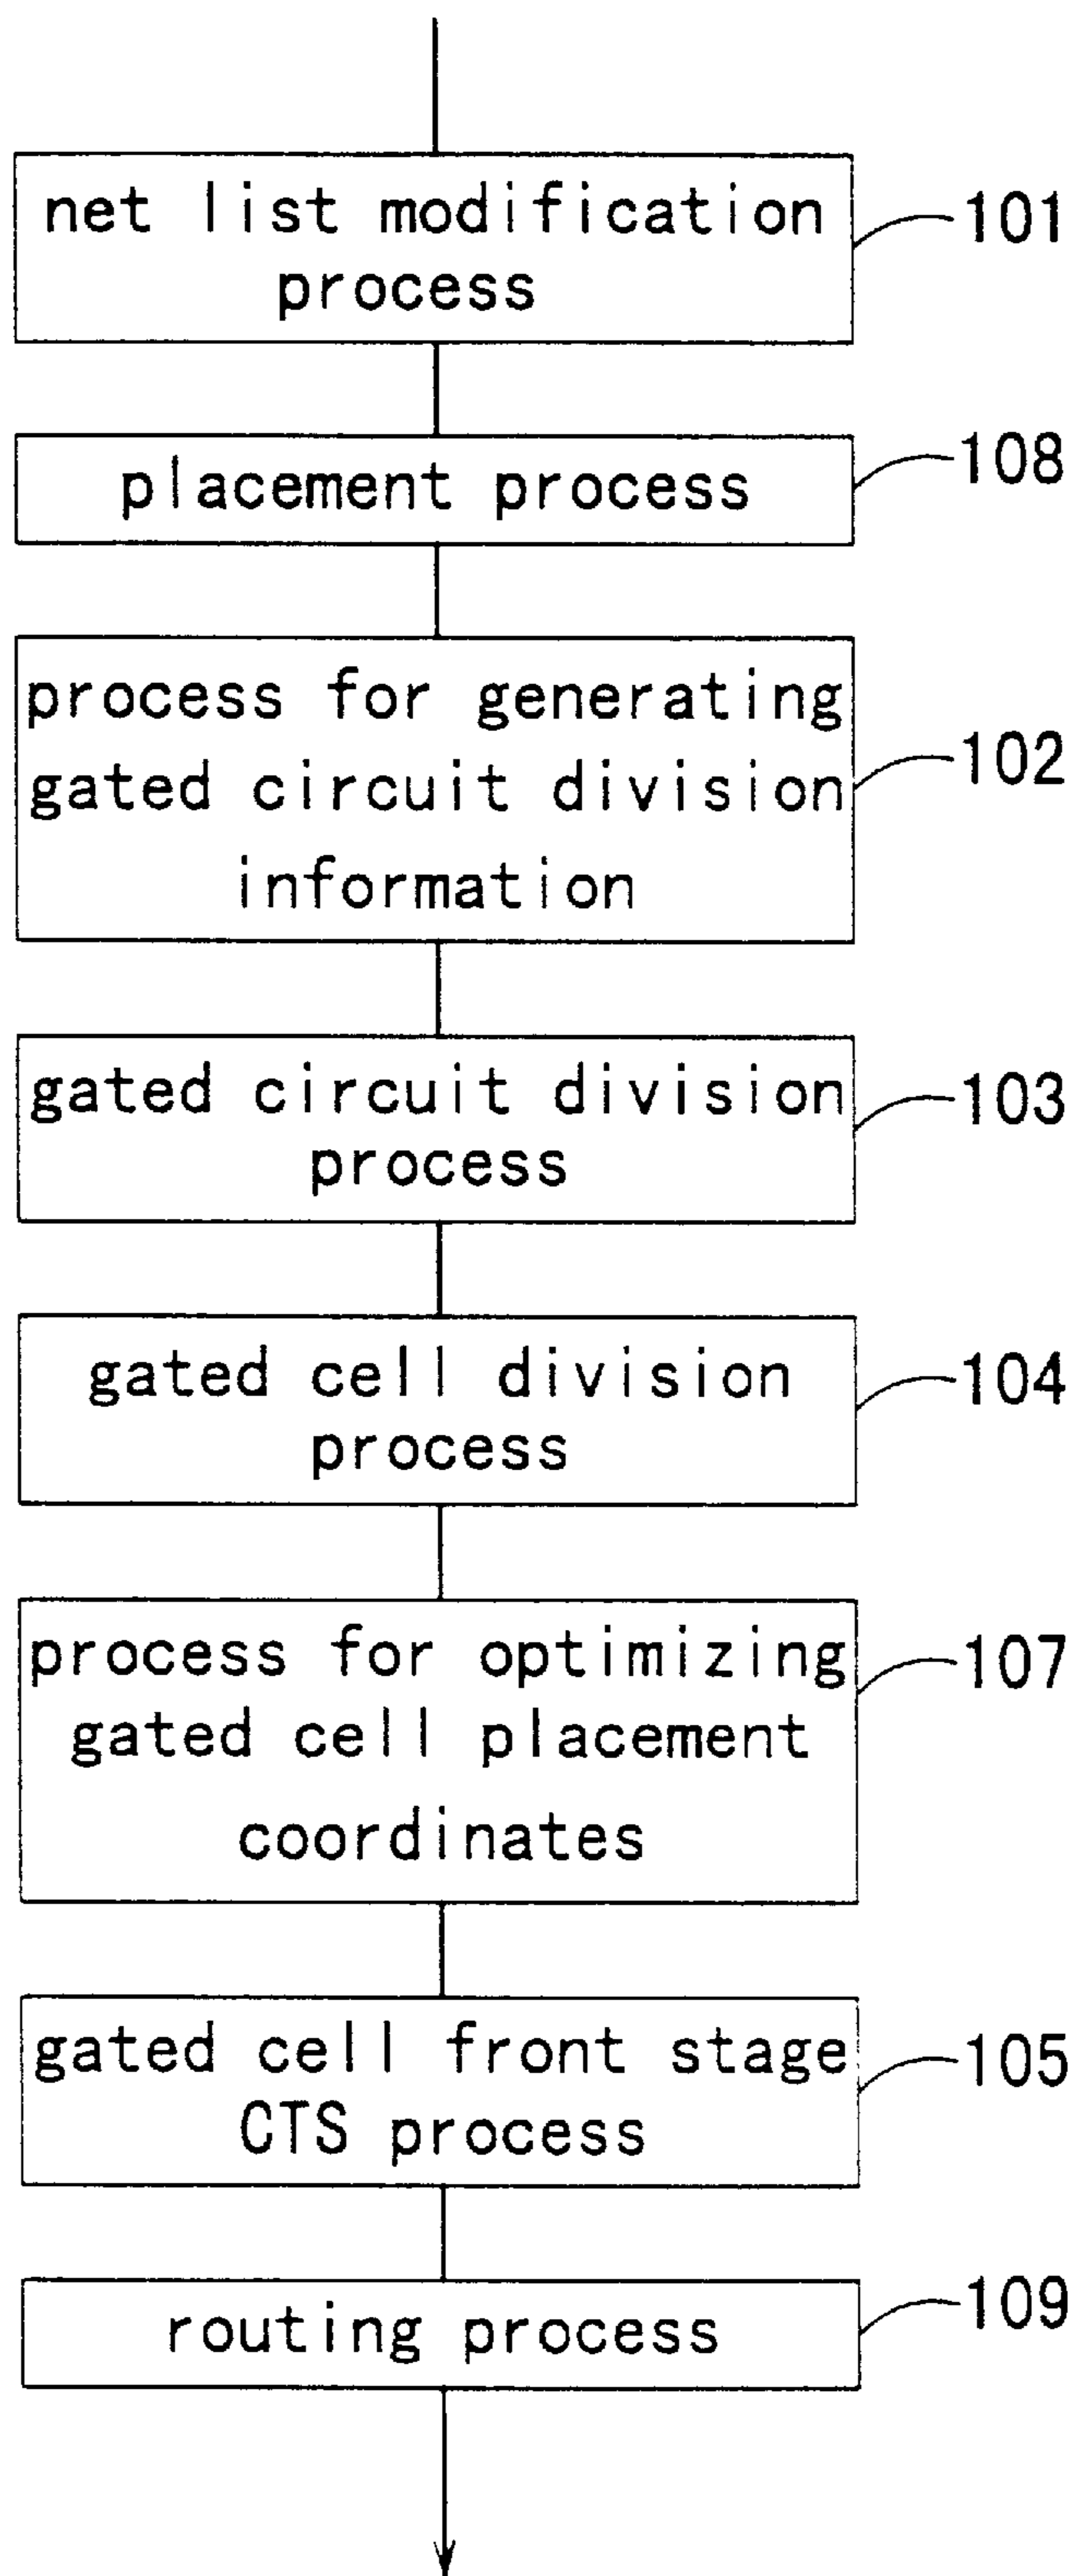 net list modification
process
101
placement process
108
process for generating
gated circuit division
information
102
gated circuit division
process
103
gated cell division
process
104
process for optimizing
gated cell placement
coordinates
107
gated cell front stage
CTS process
105
routing process
109